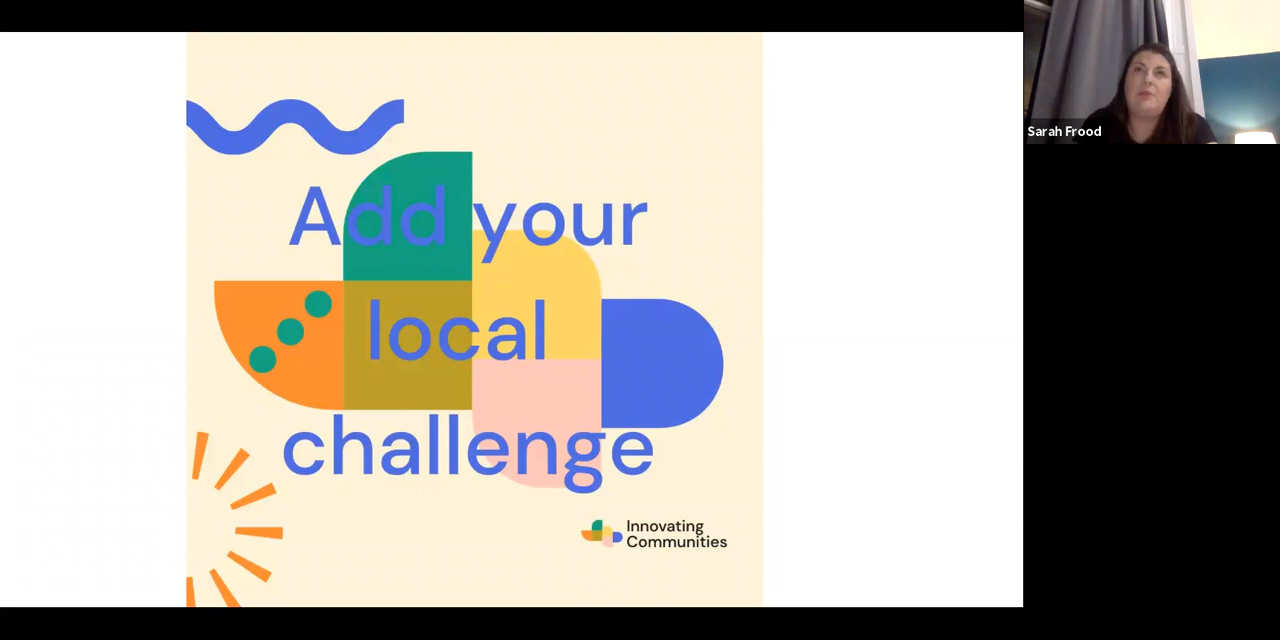 Add your
local
challenge
Innovating
Communities
Sarah Frood